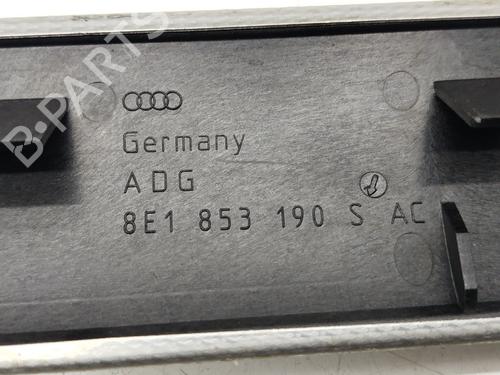 B-PARTS
Germany
ADG
8E1 853 190 S AC